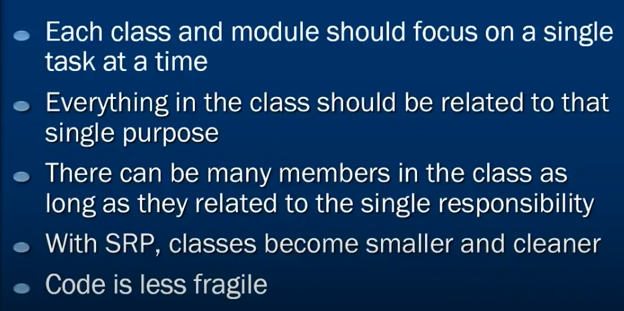 Each class and module should focus on a single
task at a time
Everything in the class should be related to that
single purpose
There can be many members in the class as
long as they related to the single responsibility
With SRP, classes become smaller and cleaner
Code is less fragile